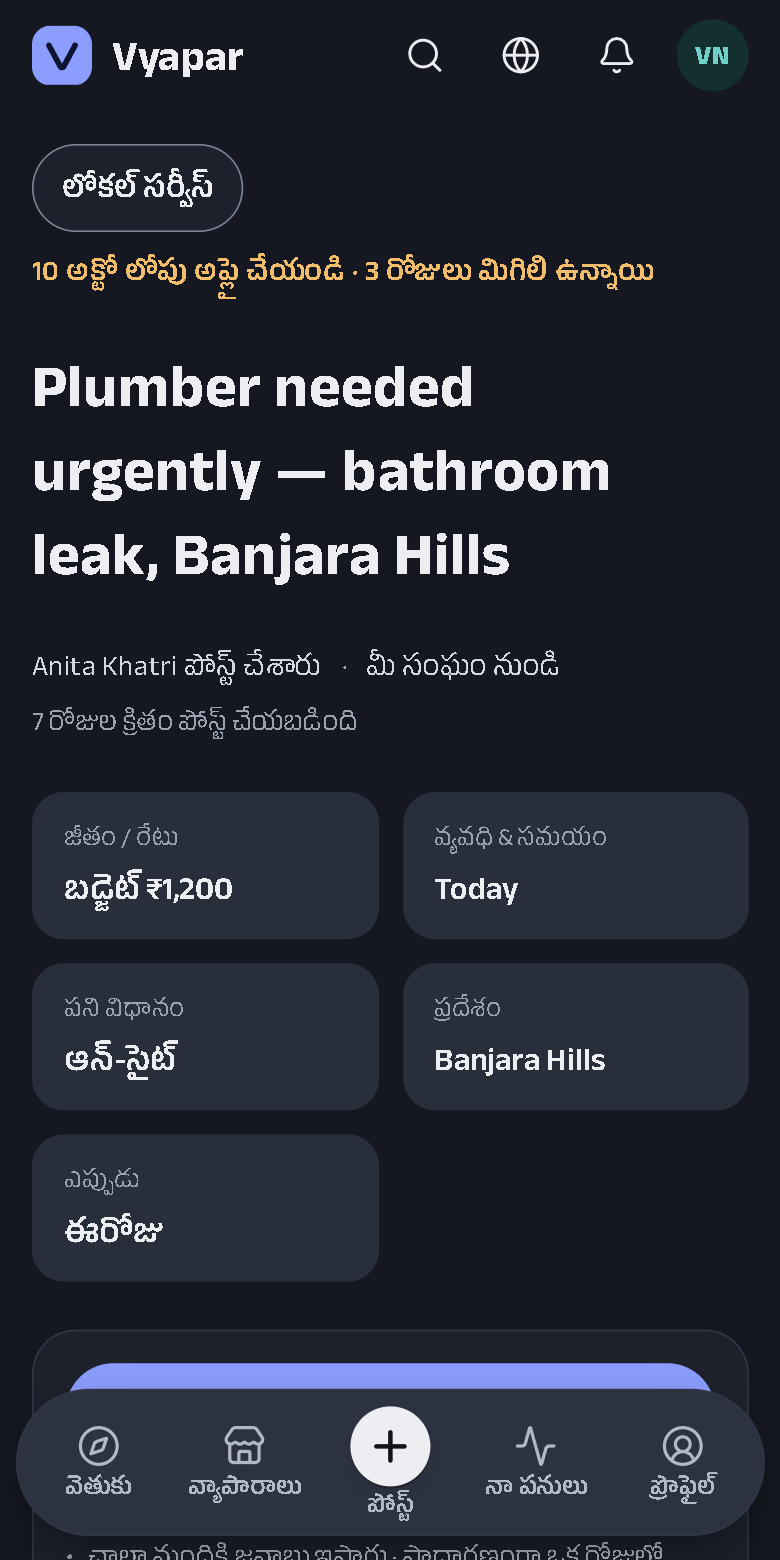 Vyapar
VN
లోకల్ సర్వీస్
10 అక్టో లోపు అప్లై చేయండి · 3 రోజులు మిగిలి ఉన్నాయి
Plumber needed
urgently — bathroom
leak, Banjara Hills
Anita Khatri పోస్ట్ చేశారు · మీ సంఘం నుండి
7 రోజుల క్రితం పోస్ట్ చేయబడింది
జీతం / రేటు
బడ్జెట్ ₹1,200
వ్యవధి & సమయం
Today
పని విధానం
ఆన్-సైట్
ప్రదేశం
Banjara Hills
ఎప్పుడు
ఈరోజు
వెతుకు
వ్యాపారాలు
పోస్ట్
నా పనులు
ప్రొఫైల్